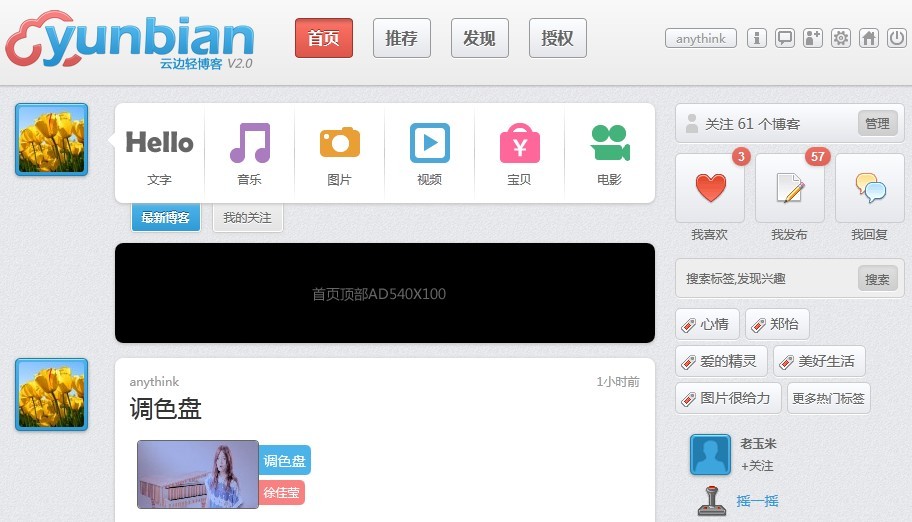 yunbian
云边轻博客 V2.0
首页 推荐 发现 授权
anythink
关注 61 个博客 管理
Hello
文字 音乐 图片 视频 宝贝 电影
¥
3 57
我喜欢 我发布 我回复
最新博客 我的关注
首页顶部AD540X100
搜索标签,发现兴趣 搜索
心情 郑怡
爱的精灵 美好生活
图片很给力 更多热门标签
anythink 1小时前
调色盘
调色盘
徐佳莹
老玉米
+关注
摇一摇